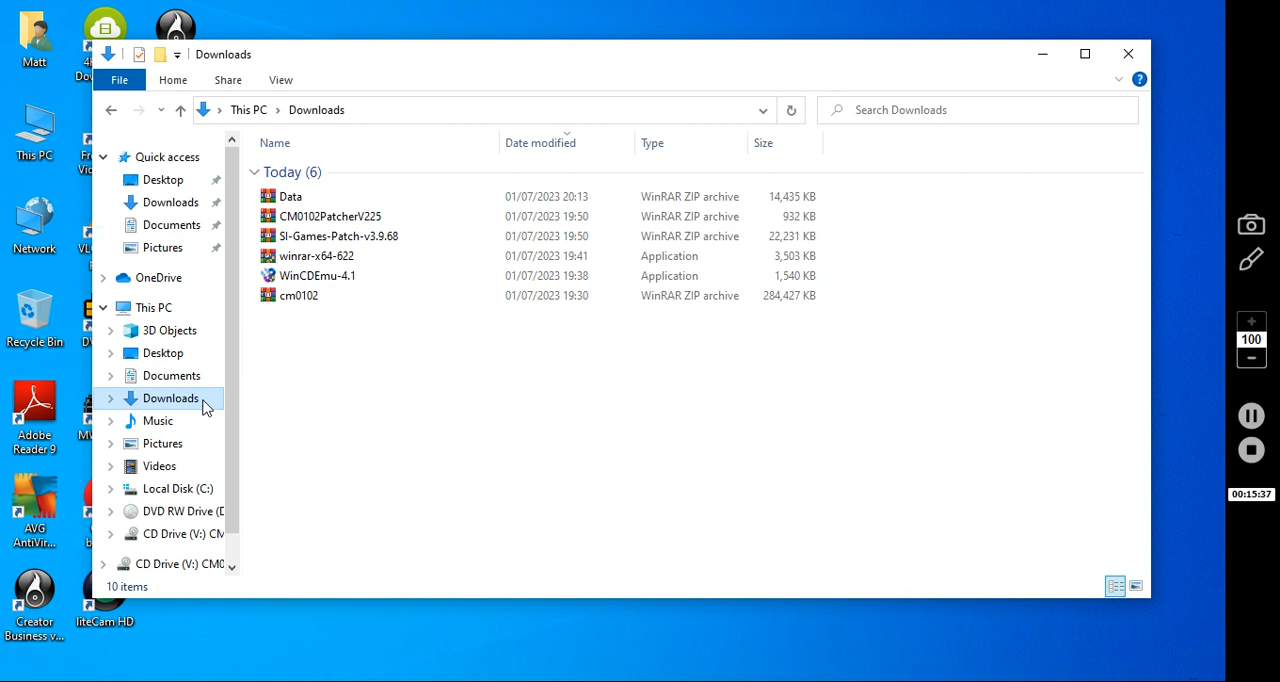 Matt
This PC
Network
Recycle Bin
Adobe
Reader 9
AVG
AntiVir...
Creator
Business v...
liteCam HD
Downloads
File Home Share View
This PC > Downloads
Search Downloads
Name Date modified Type Size
Quick access
Desktop
Downloads
Documents
Pictures
OneDrive
This PC
3D Objects
Desktop
Documents
Downloads
Music
Pictures
Videos
Local Disk (C:)
DVD RW Drive (D
CD Drive (V:) CM
CD Drive (V:) CM0
Today (6)
Data 01/07/2023 20:13 WinRAR ZIP archive 14,435 KB
CM0102PatcherV225 01/07/2023 19:50 WinRAR ZIP archive 932 KB
SI-Games-Patch-v3.9.68 01/07/2023 19:50 WinRAR ZIP archive 22,231 KB
winrar-x64-622 01/07/2023 19:41 Application 3,503 KB
WinCDEmu-4.1 01/07/2023 19:38 Application 1,540 KB
cm0102 01/07/2023 19:30 WinRAR ZIP archive 284,427 KB
10 items
100
00:15:37